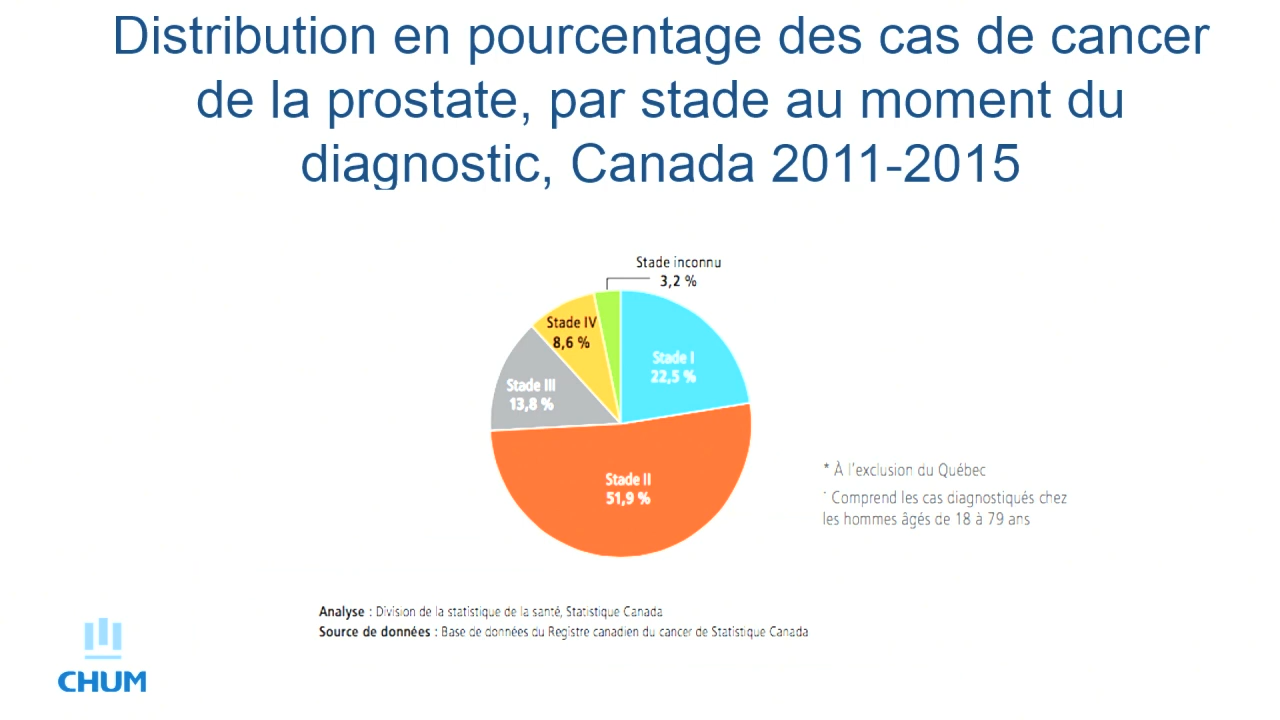 Distribution en pourcentage des cas de cancer
de la prostate, par stade au moment du
diagnostic, Canada 2011-2015
Stade inconnu
3,2 %
Stade IV
8,6 %
Stade I
22,5 %
Stade III
13,8 %
Stade II
51,9 %
* À l'exclusion du Québec
ˆ Comprend les cas diagnostiqués chez
les hommes âgés de 18 à 79 ans
Analyse : Division de la statistique de la santé, Statistique Canada
Source de données : Base de données du Registre canadien du cancer de Statistique Canada
CHUM